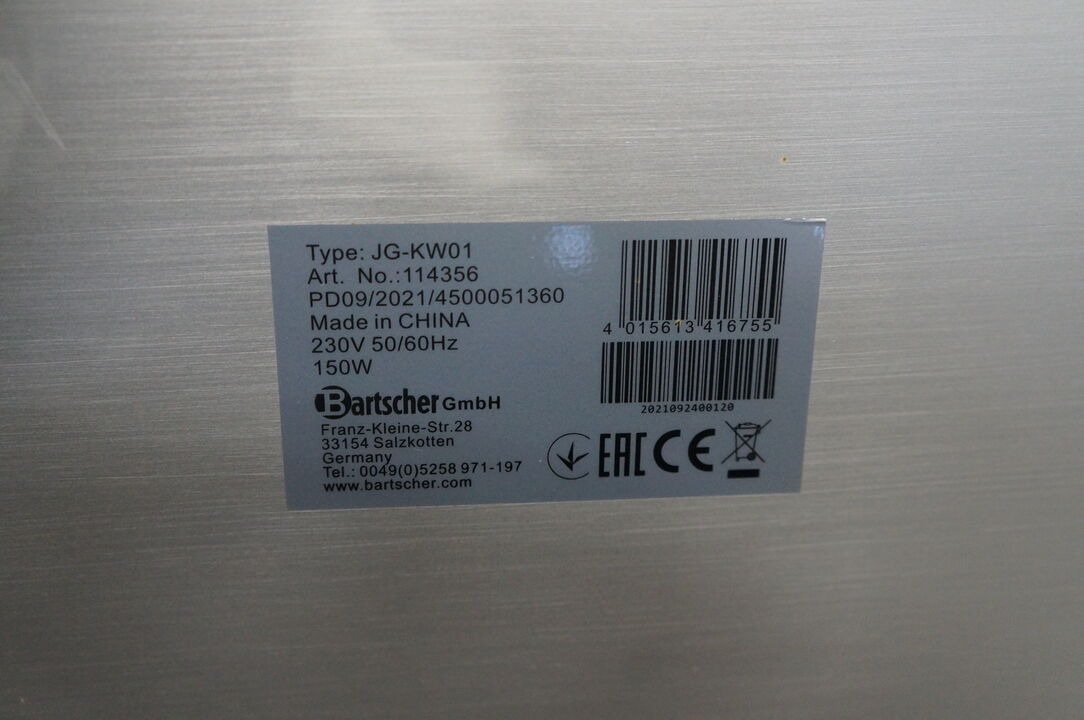 Type: JG-KW01
Art. No.:114356
PD09/2021/4500051360
Made in CHINA
230V 50/60Hz
150W
Bartscher GmbH
Franz-Kleine-Str.28
33154 Salzkotten
Germany
Tel.: 0049(0)5258 971-197
www.bartscher.com
4 015613 416755
2021092400120
EAC CE